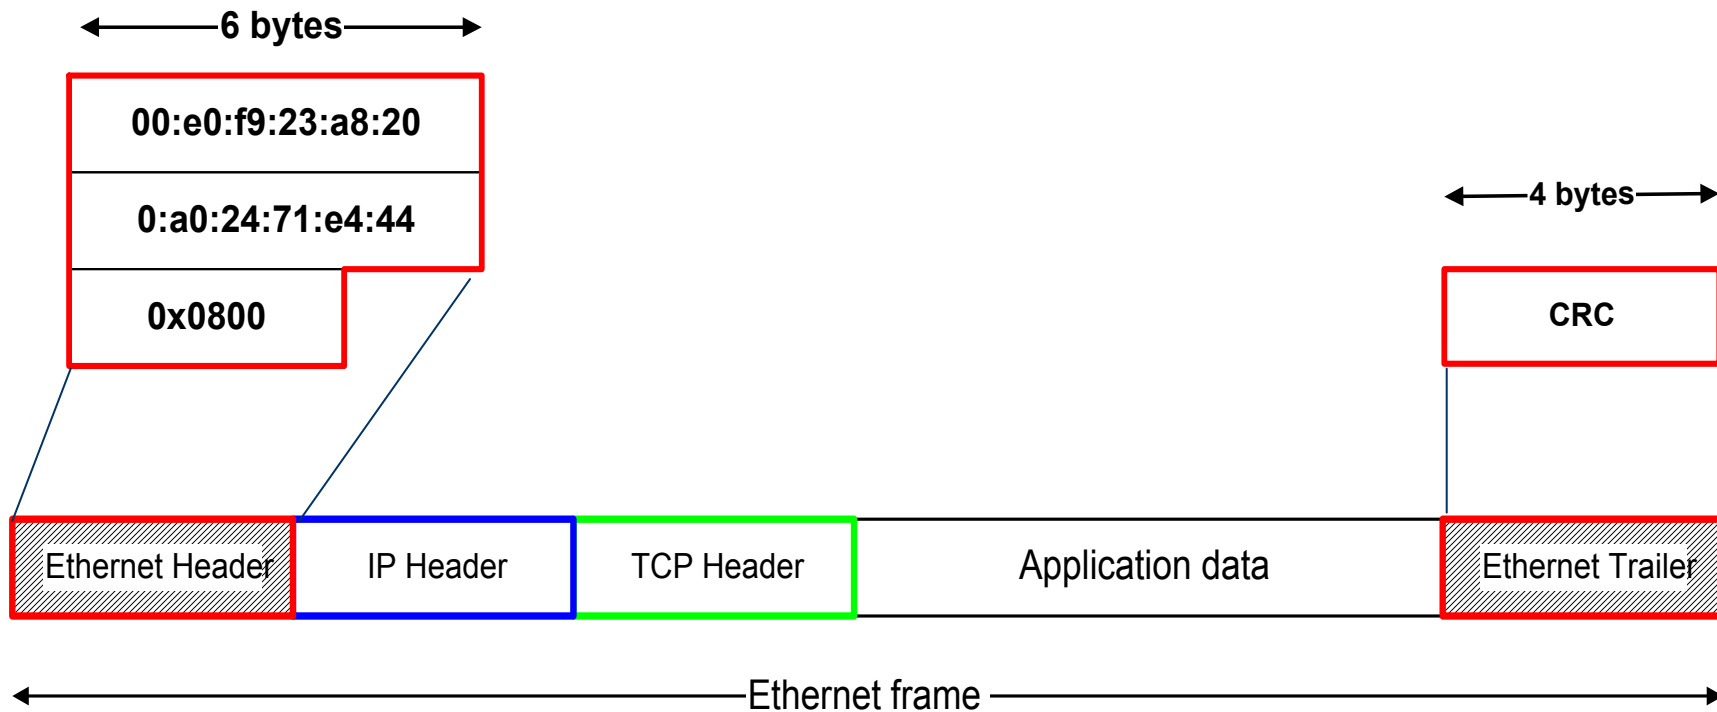 6 bytes
00:e0:f9:23:a8:20
0:a0:24:71:e4:44
4 bytes
0x0800
CRC
Ethernet Header
IP Header
TCP Header
Application data
Ethernet Trailer
Ethernet frame